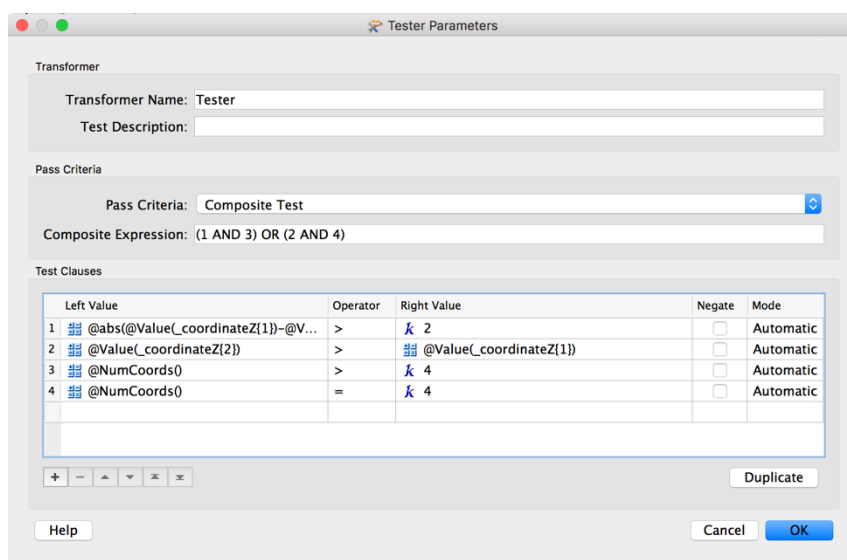 Tester Parameters
Transformer
Transformer Name: Tester
Test Description:
Pass Criteria
Pass Criteria: Composite Test
Composite Expression: (1 AND 3) OR (2 AND 4)
Test Clauses
Left Value Operator Right Value Negate Mode
1 @abs(@Value(_coordinateZ{1})-@V... > k 2 Automatic
2 @Value(_coordinateZ{2}) > @Value(_coordinateZ{1}) Automatic
3 @NumCoords() > k 4 Automatic
4 @NumCoords() = k 4 Automatic
Duplicate
Help Cancel OK